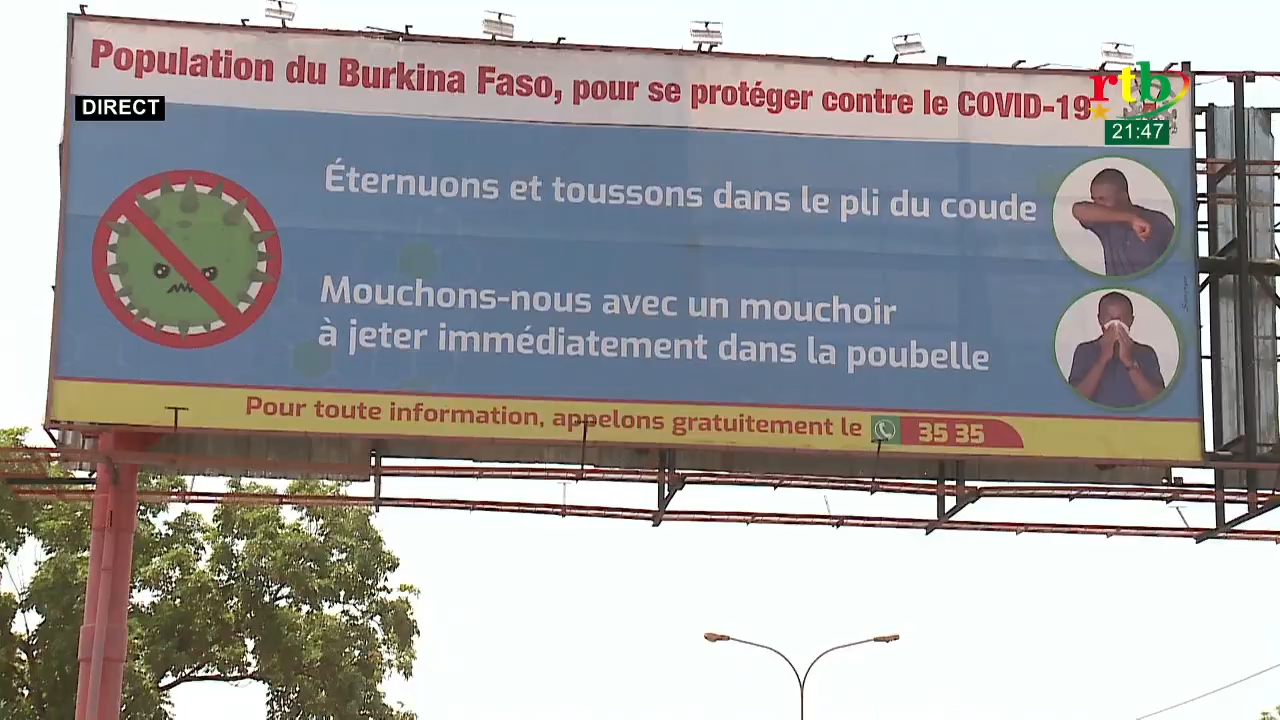 Population du Burkina Faso, pour se protéger contre le COVID-19
DIRECT
rtb
21:47
Éternuons et toussons dans le pli du coude
Mouchons-nous avec un mouchoir
à jeter immédiatement dans la poubelle
Pour toute information, appelons gratuitement le 35 35